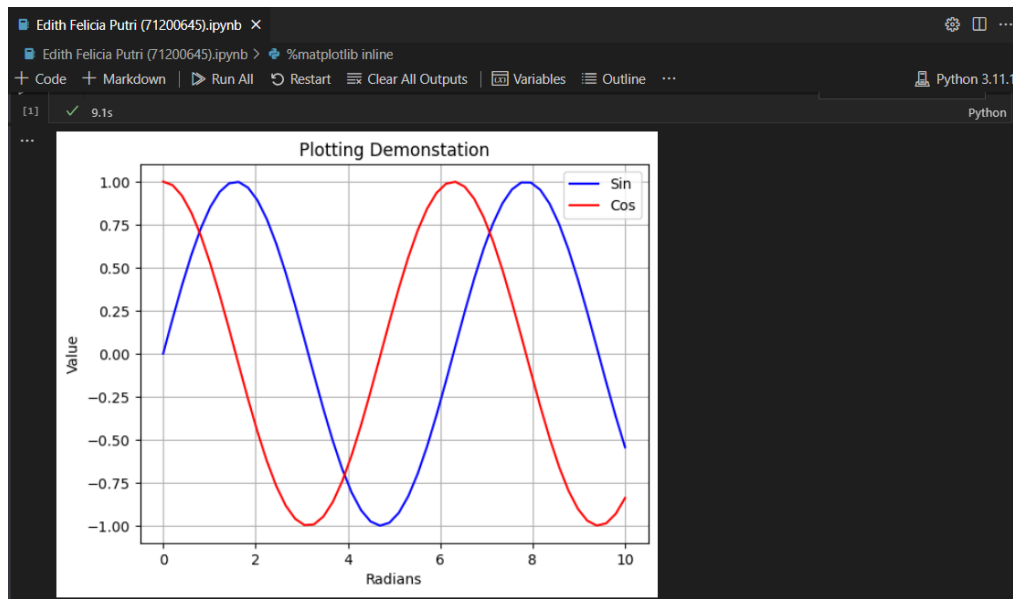 Edith Felicia Putri (71200645).ipynb
Edith Felicia Putri (71200645).ipynb > %matplotlib inline
+ Code + Markdown | Run All Restart Clear All Outputs | Variables Outline ··· Python 3.11.1
[1] ✓ 9.1s Python
...
Plotting Demonstation
Sin
Cos
1.00
0.75
0.50
0.25
0.00
−0.25
−0.50
−0.75
−1.00
Value
0 2 4 6 8 10
Radians